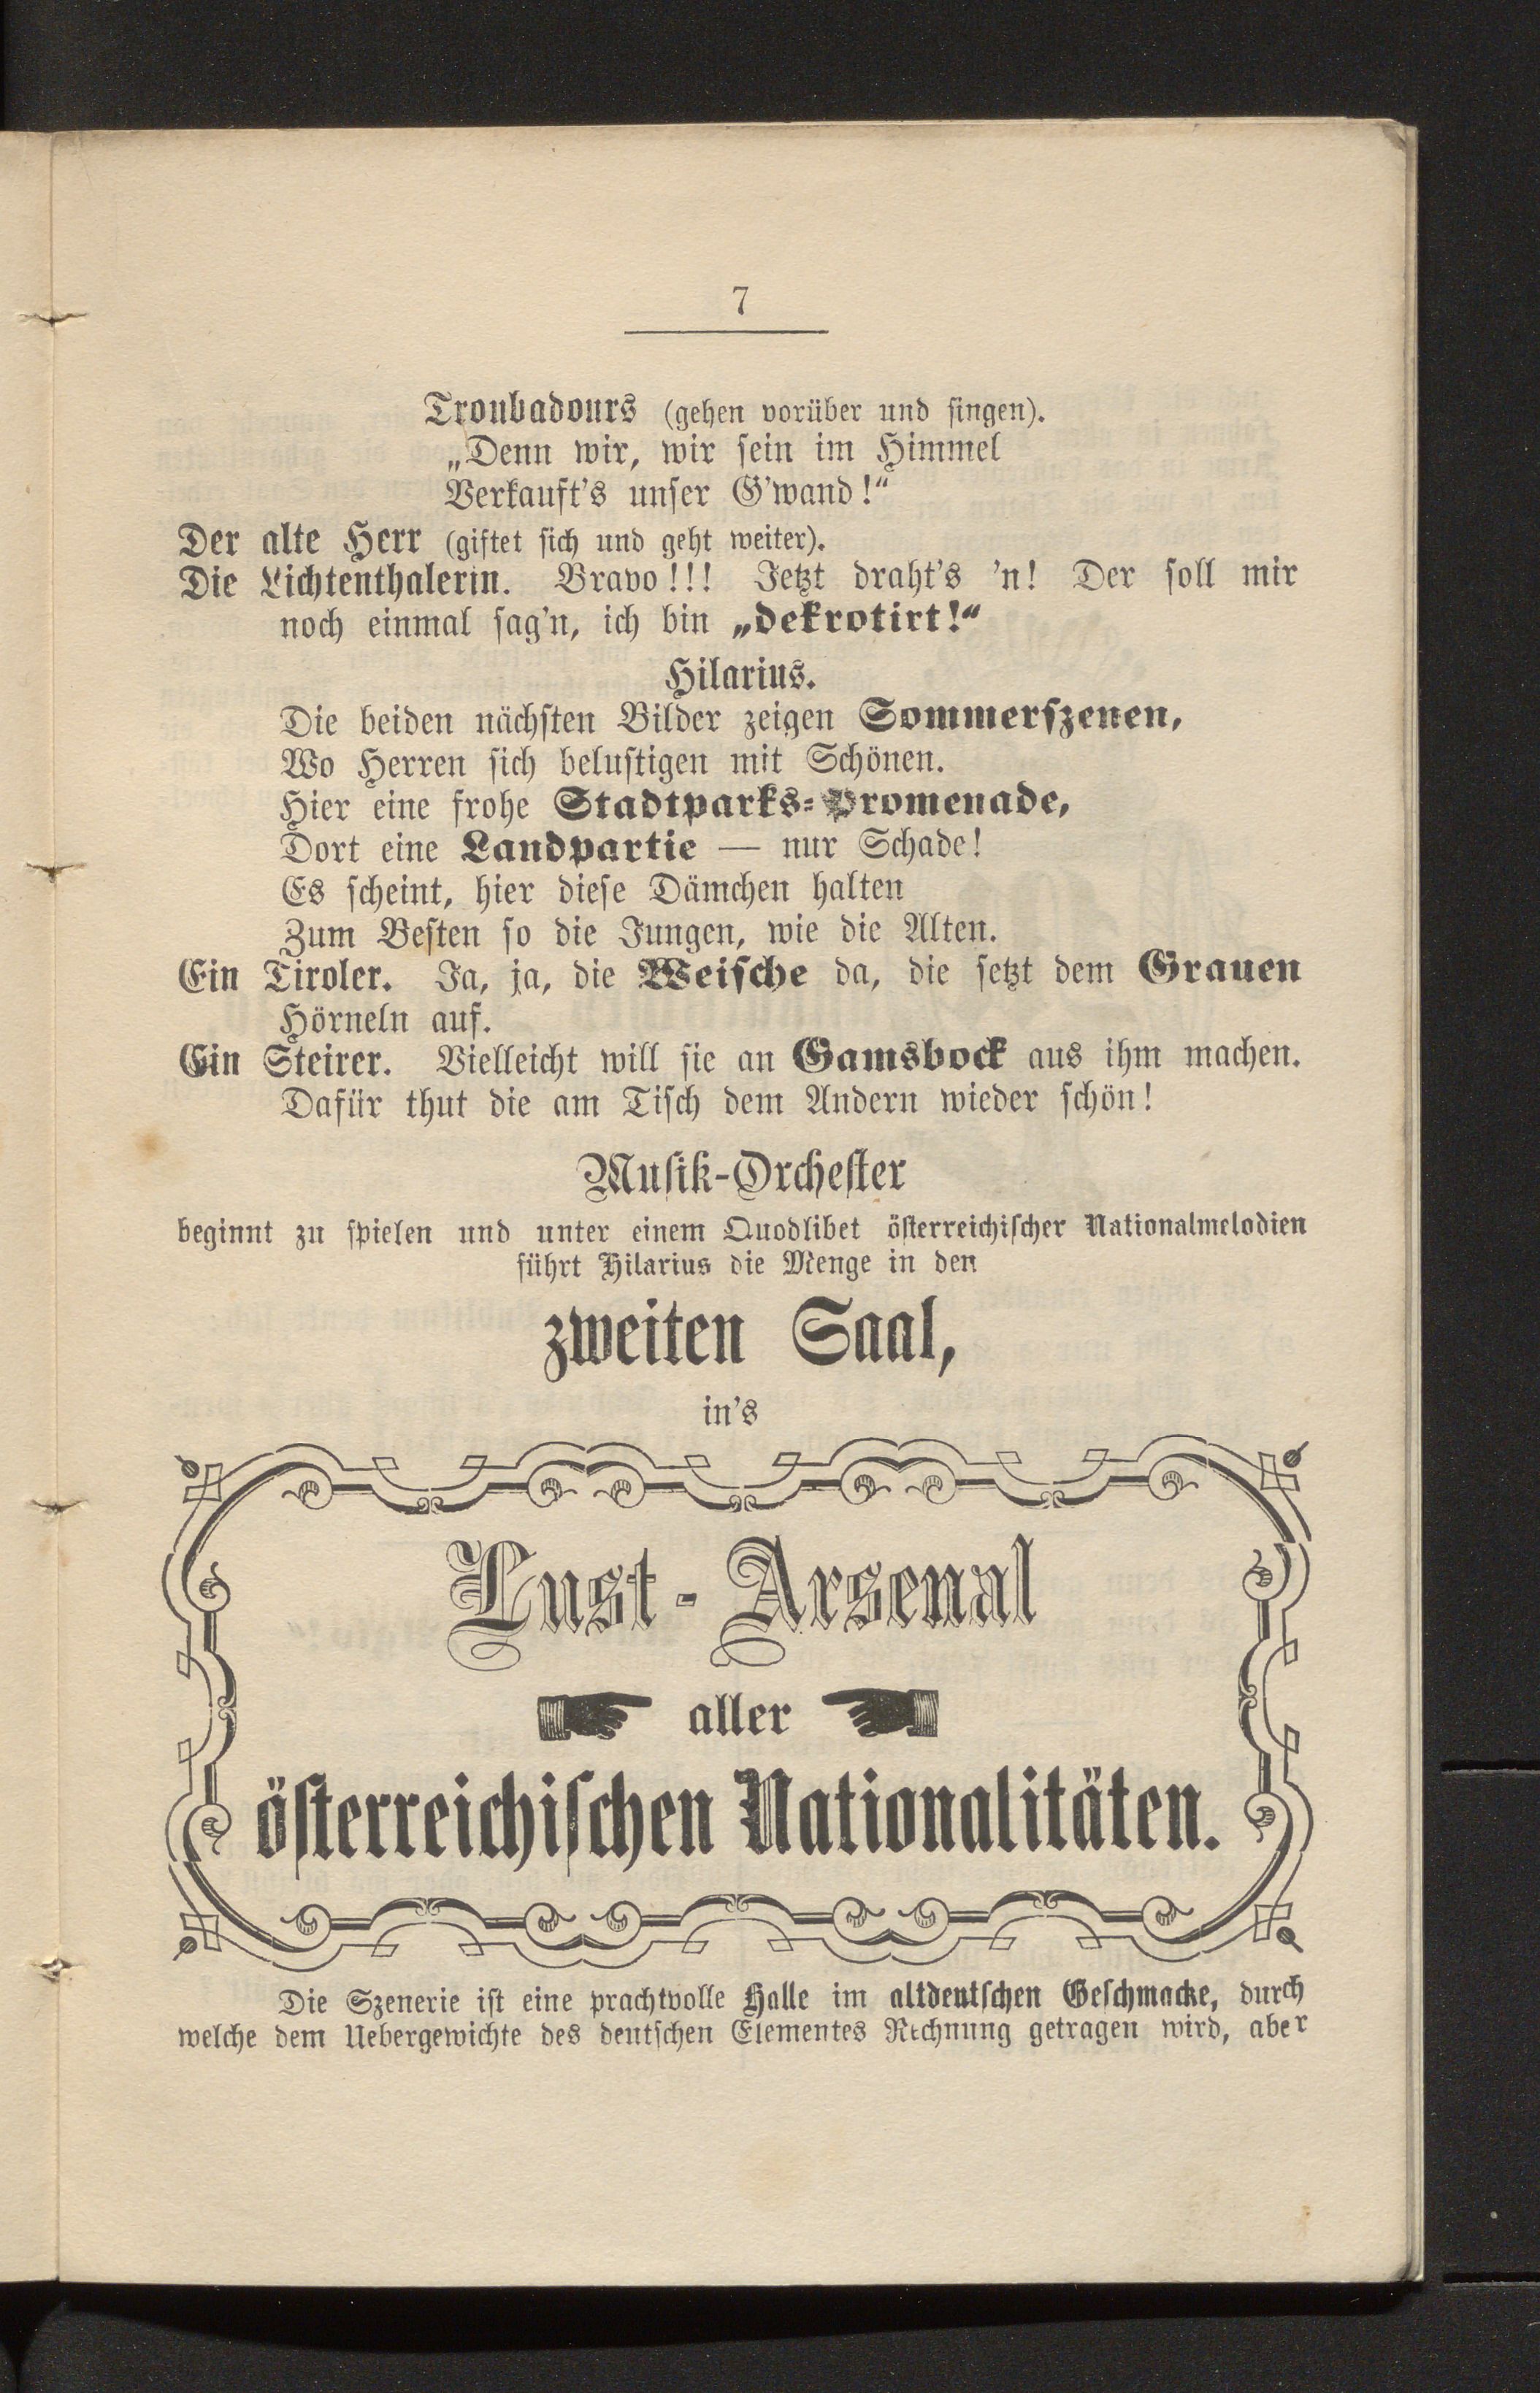 7
Troubadours (gehen vorüber und singen).
„Denn wir, wir sein im Himmel
Verkauft's unser G'wand!“
Der alte Herr (giftet sich und geht weiter).
Die Lichtenthalerin. Bravo!!! Jetzt draht's 'n! Der soll mir
noch einmal sag'n, ich bin „dekrotirt!“
Hilarius.
Die beiden nächsten Bilder zeigen Sommerszenen,
Wo Herren sich belustigen mit Schönen.
Hier eine frohe Stadtparks-Promenade,
Dort eine Landpartie — nur Schade!
Es scheint, hier diese Dämchen halten
Zum Besten so die Jungen, wie die Alten.
Ein Tiroler. Ja, ja, die Weische da, die setzt dem Grauen
Hörneln auf.
Ein Steirer. Vielleicht will sie an Gamsbock aus ihm machen.
Dafür thut die am Tisch dem Andern wieder schön!
Musik-Orchester
beginnt zu spielen und unter einem Quodlibet österreichischer Nationalmelodien
führt Hilarius die Menge in den
zweiten Saal,
in's
Lust-Arsenal
aller
österreichischen Nationalitäten.
Die Szenerie ist eine prachtvolle Halle im altdeutschen Geschmacke, durch
welche dem Uebergewichte des deutschen Elementes Rechnung getragen wird, aber